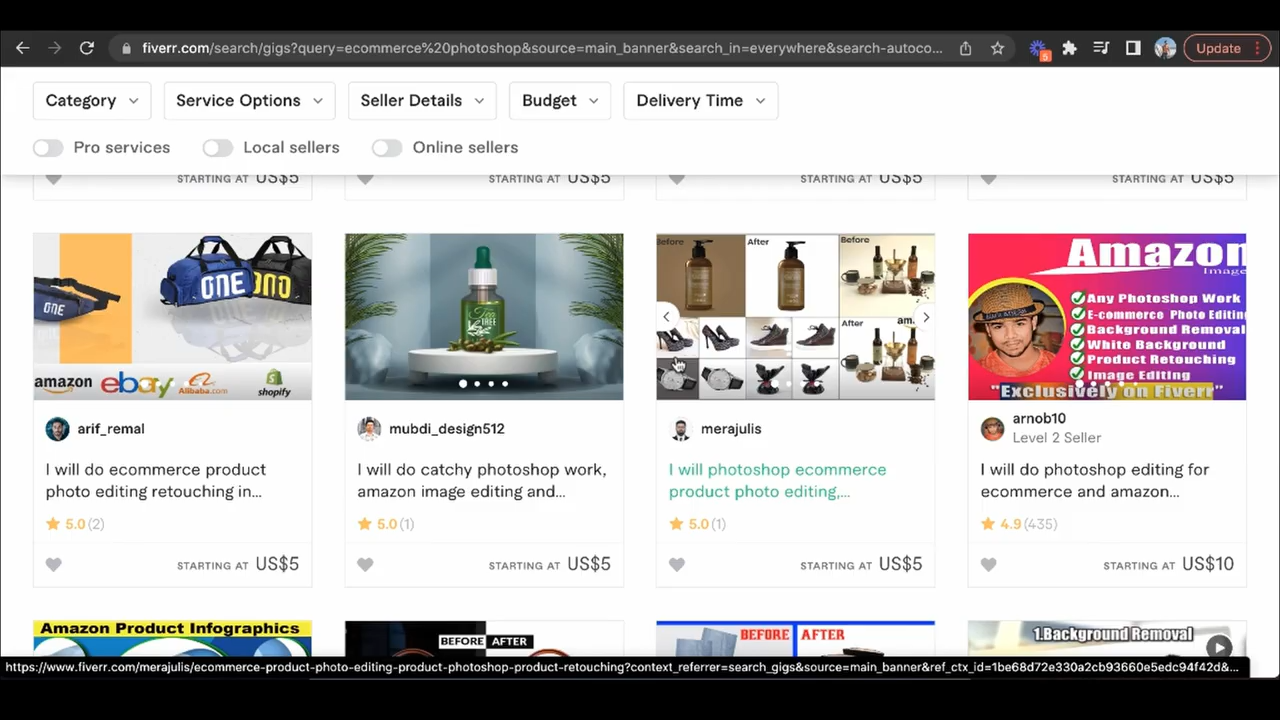 fiverr.com/search/gigs?query=ecommerce%20photoshop&source=main_banner&search_in=everywhere&search-autoco...
5
Update
Category
Service Options
Seller Details
Budget
Delivery Time
Pro services
Local sellers
Online sellers
STARTING AT US$5
STARTING AT US$5
STARTING AT US$5
STARTING AT US$5
ONE
ONE
amazon
ebay
Alibaba.com
shopify
Tea
TREE
Before
After
Before
After
am
Amazon
Image
Any Photoshop Work
E-commerce Photo Editin
Background Removal
White Background
Product Retouching
Image Editing
"Exclusively on Fiverr"
arif_remal
I will do ecommerce product
photo editing retouching in...
5.0(2)
STARTING AT US$5
mubdi_design512
I will do catchy photoshop work,
amazon image editing and...
5.0(1)
STARTING AT US$5
merajulis
I will photoshop ecommerce
product photo editing,...
5.0(1)
STARTING AT US$5
arnob10
Level 2 Seller
I will do photoshop editing for
ecommerce and amazon...
4.9(435)
STARTING AT US$10
Amazon Product Infographics
BEFORE AFTER
BEFORE AFTER
1.Background Removal
https://www.fiverr.com/merajulis/ecommerce-product-photo-editing-product-photoshop-product-retouching?context_referrer=search_gigs&source=main_banner&ref_ctx_id=1be68d72e330a2cb93660e5edc94f42d&...